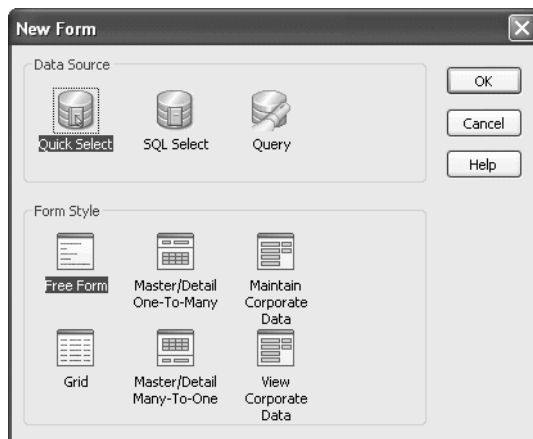 New Form
Data Source
OK
Quick Select
SQL Select
Query
Cancel
Help
Form Style
Free Form
Master/Detail
One-To-Many
Maintain
Corporate
Data
Grid
Master/Detail
Many-To-One
View
Corporate
Data